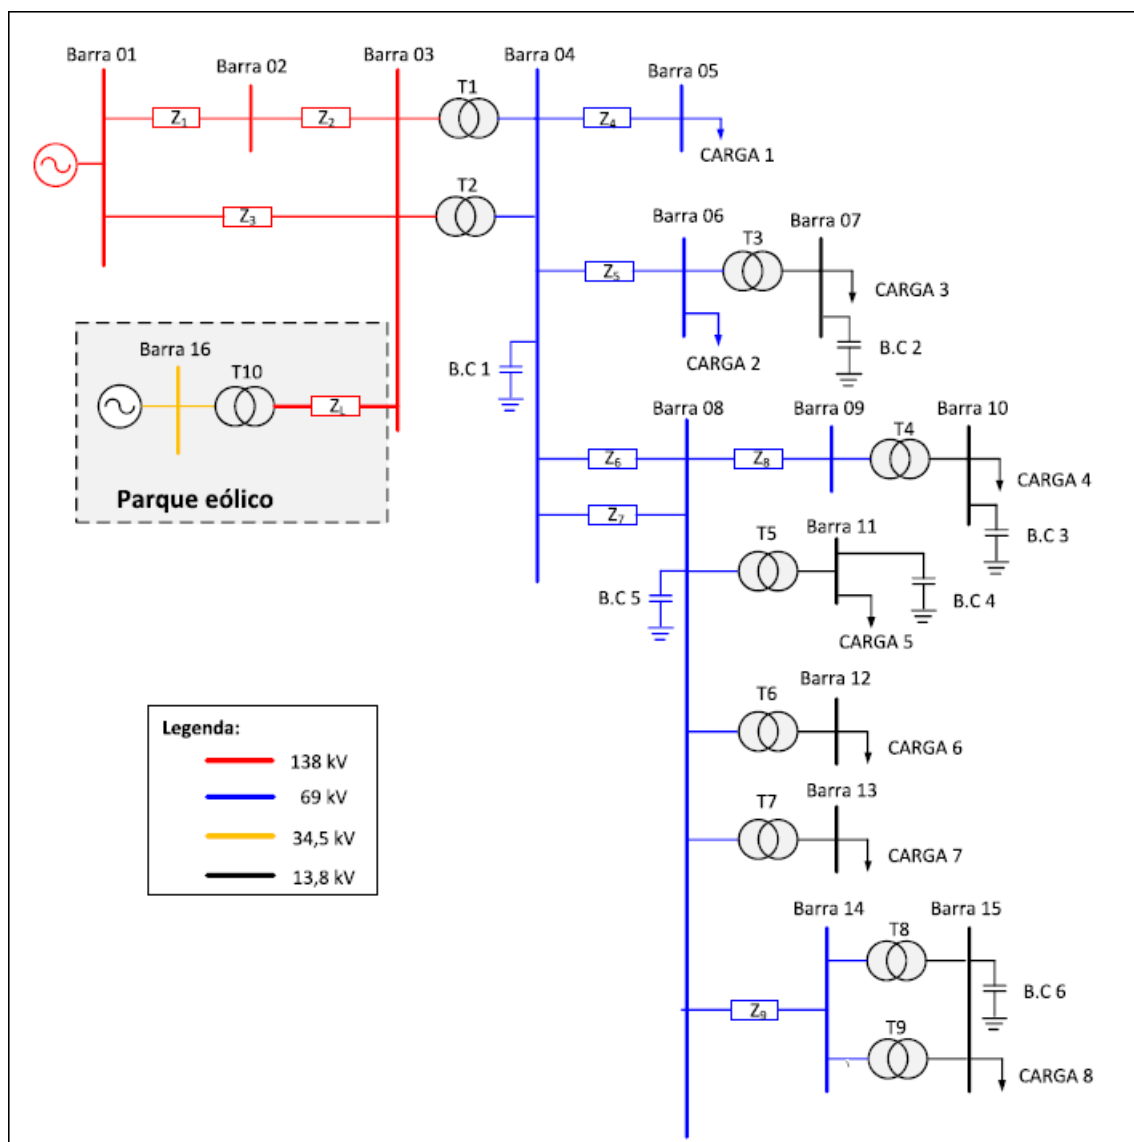 Barra 01
Barra 02
Barra 03
Barra 04
Barra 05
T1
Z1
Z2
Z4
CARGA 1
T2
Z3
Barra 06
Barra 07
T3
Z5
CARGA 3
CARGA 2
B.C 2
B.C 1
Barra 16
T10
ZL
Parque eólico
Barra 08
Barra 09
Barra 10
T4
Z6
Z8
CARGA 4
Z7
B.C 3
T5
Barra 11
B.C 5
B.C 4
CARGA 5
T6
Barra 12
CARGA 6
T7
Barra 13
CARGA 7
Legenda:
138 kV
69 kV
34,5 kV
13,8 kV
Barra 14
Barra 15
T8
B.C 6
Z9
T9
CARGA 8